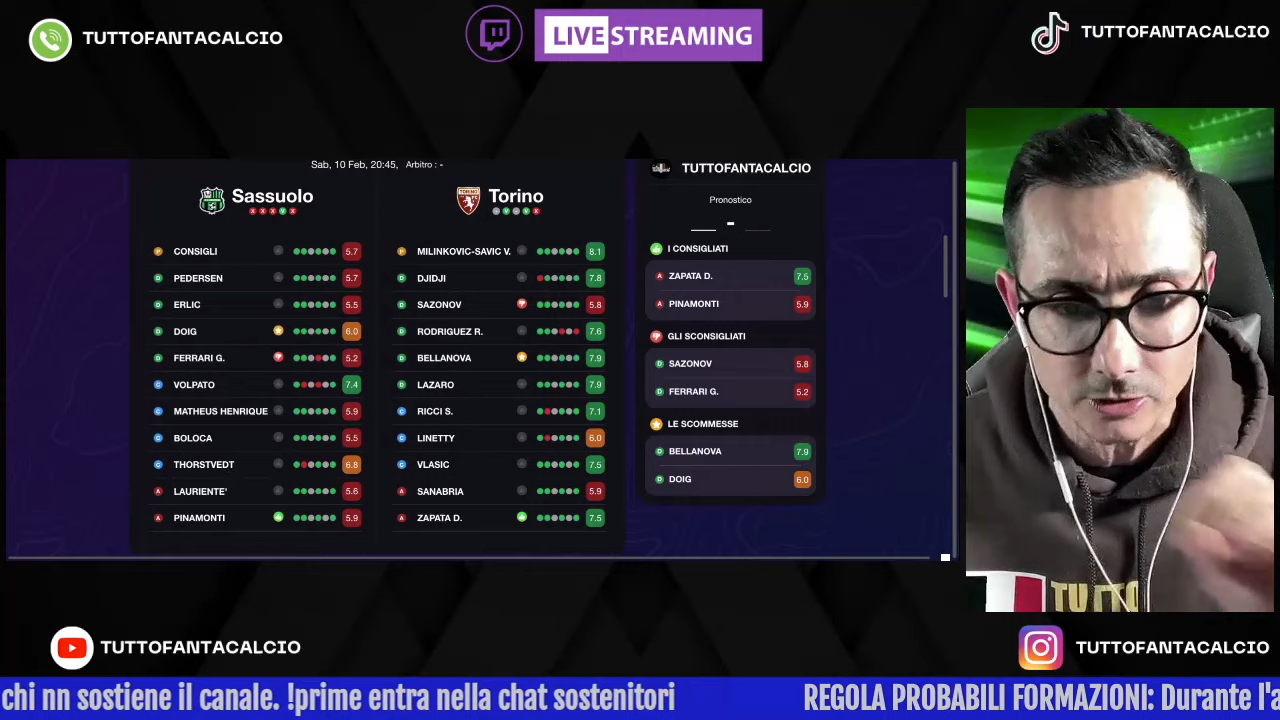 TUTTOFANTACALCIO
LIVE STREAMING
TUTTOFANTACALCIO
Sab, 10 Feb, 20:45, Arbitro : -
Sassuolo
Torino
P CONSIGLI 5.7
D PEDERSEN 5.7
D ERLIC 5.5
D DOIG 6.0
D FERRARI G. 5.2
C VOLPATO 7.4
C MATHEUS HENRIQUE 5.9
C BOLOCA 5.5
C THORSTVEDT 6.8
A LAURIENTE' 5.6
A PINAMONTI 5.9
P MILINKOVIC-SAVIC V. 8.1
D DJIDJI 7.8
D SAZONOV 5.8
D RODRIGUEZ R. 7.6
D BELLANOVA 7.9
D LAZARO 7.9
C RICCI S. 7.1
C LINETTY 6.0
C VLASIC 7.5
A SANABRIA 5.9
A ZAPATA D. 7.5
TUTTOFANTACALCIO
Pronostico
-
I CONSIGLIATI
A ZAPATA D. 7.5
A PINAMONTI 5.9
GLI SCONSIGLIATI
D SAZONOV 5.8
D FERRARI G. 5.2
LE SCOMMESSE
D BELLANOVA 7.9
D DOIG 6.0
TUTTO
TUTTOFANTACALCIO
TUTTOFANTACALCIO
chi nn sostiene il canale. !prime entra nella chat sostenitori REGOLA PROBABILI FORMAZIONI: Durante l'a